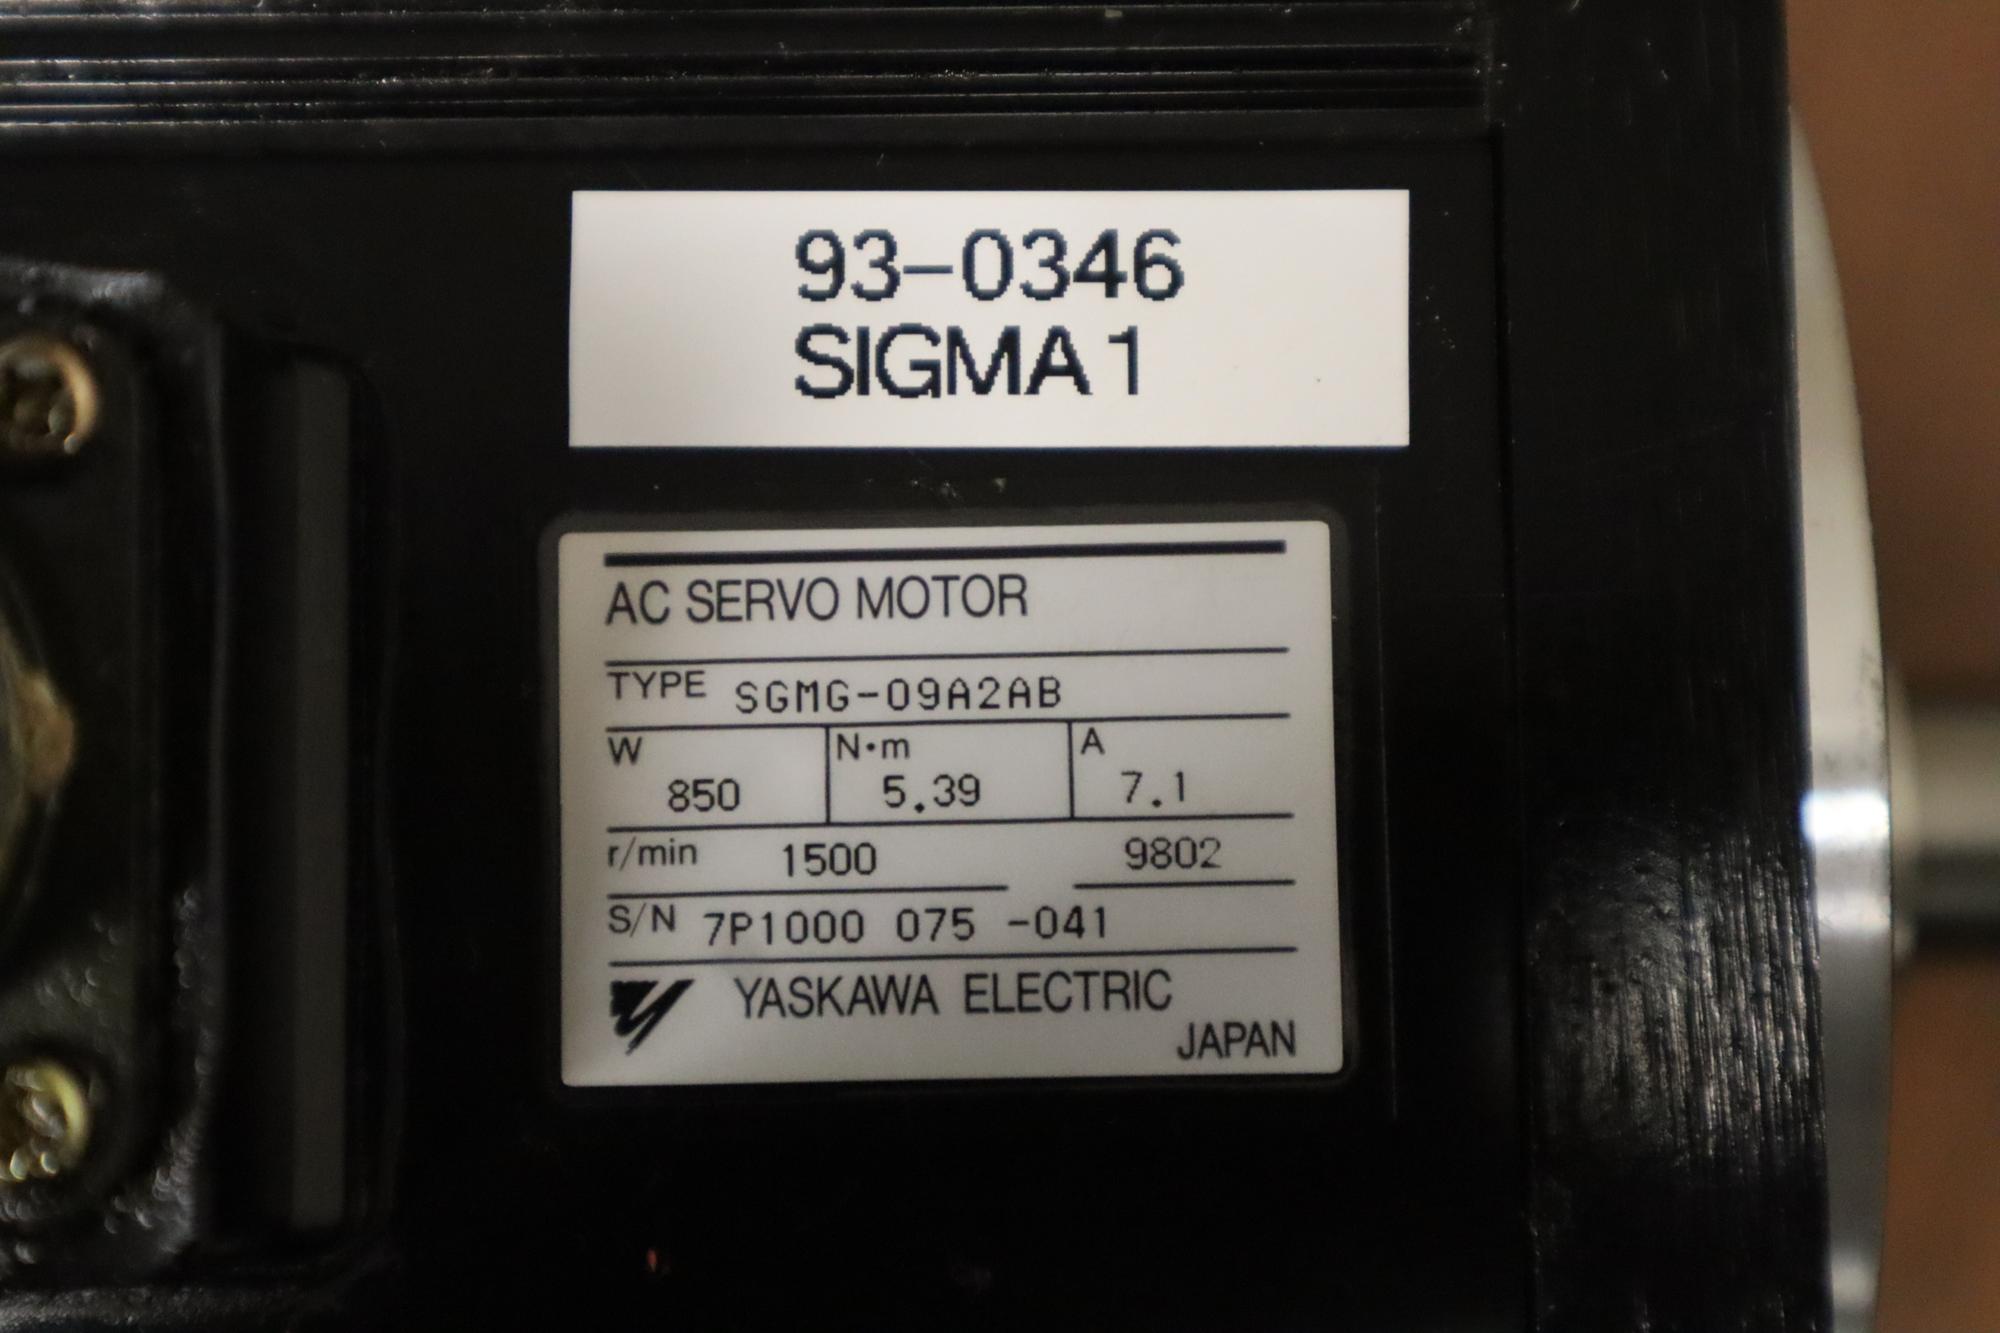 93-0346
SIGMA 1
AC SERVO MOTOR
TYPE SGMG-09A2AB
W 850 N·m 5.39 A 7.1
r/min 1500 9802
S/N 7P1000 075 -041
YASKAWA ELECTRIC
JAPAN